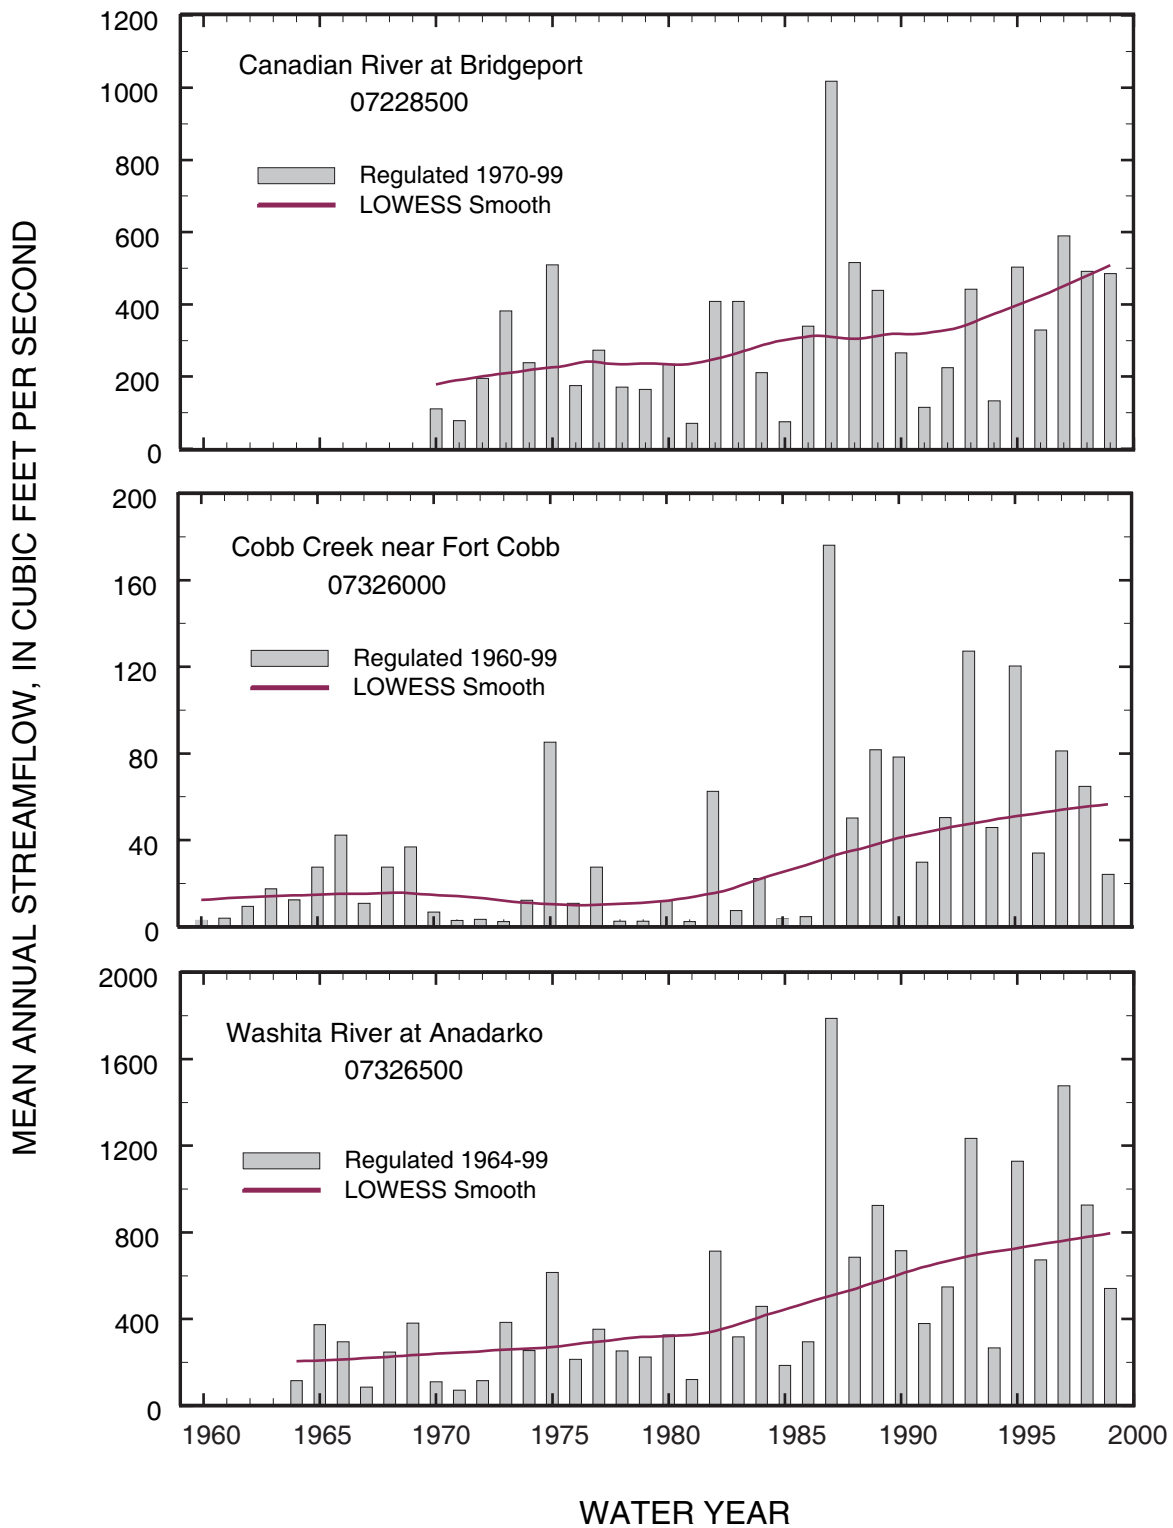 MEAN ANNUAL STREAMFLOW, IN CUBIC FEET PER SECOND
1200
1000
800
600
400
200
0
Canadian River at Bridgeport
07228500
Regulated 1970-99
LOWESS Smooth
200
160
120
80
40
0
Cobb Creek near Fort Cobb
07326000
Regulated 1960-99
LOWESS Smooth
2000
1600
1200
800
400
0
Washita River at Anadarko
07326500
Regulated 1964-99
LOWESS Smooth
1960 1965 1970 1975 1980 1985 1990 1995 2000
WATER YEAR